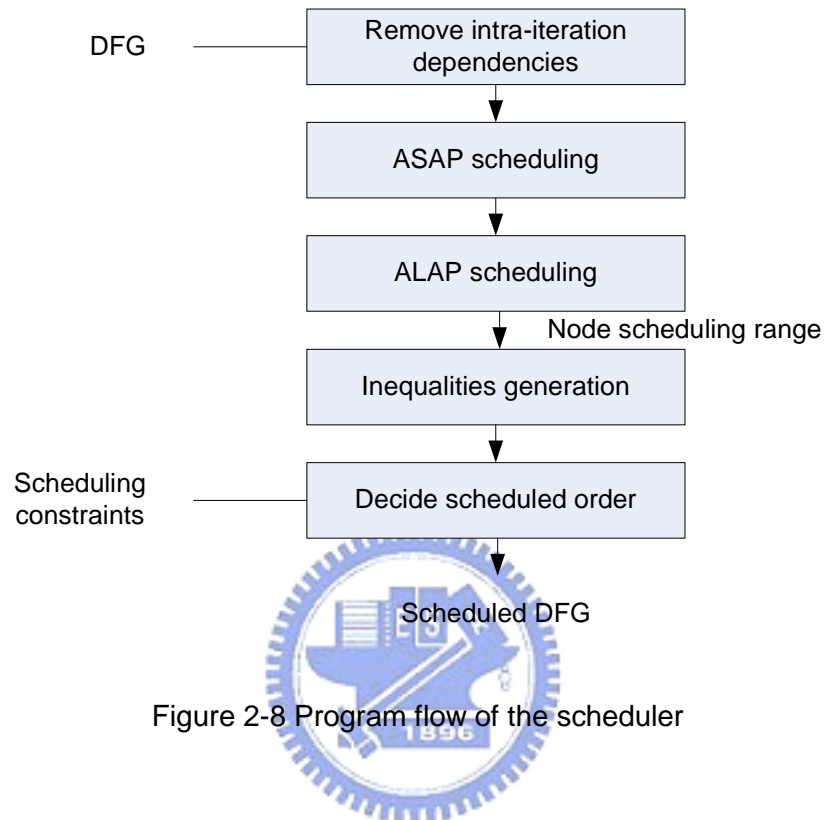 DFG
Remove intra-iteration
dependencies
ASAP scheduling
ALAP scheduling
Node scheduling range
Inequalities generation
Scheduling
constraints
Decide scheduled order
Scheduled DFG
Figure 2-8 Program flow of the scheduler
1896